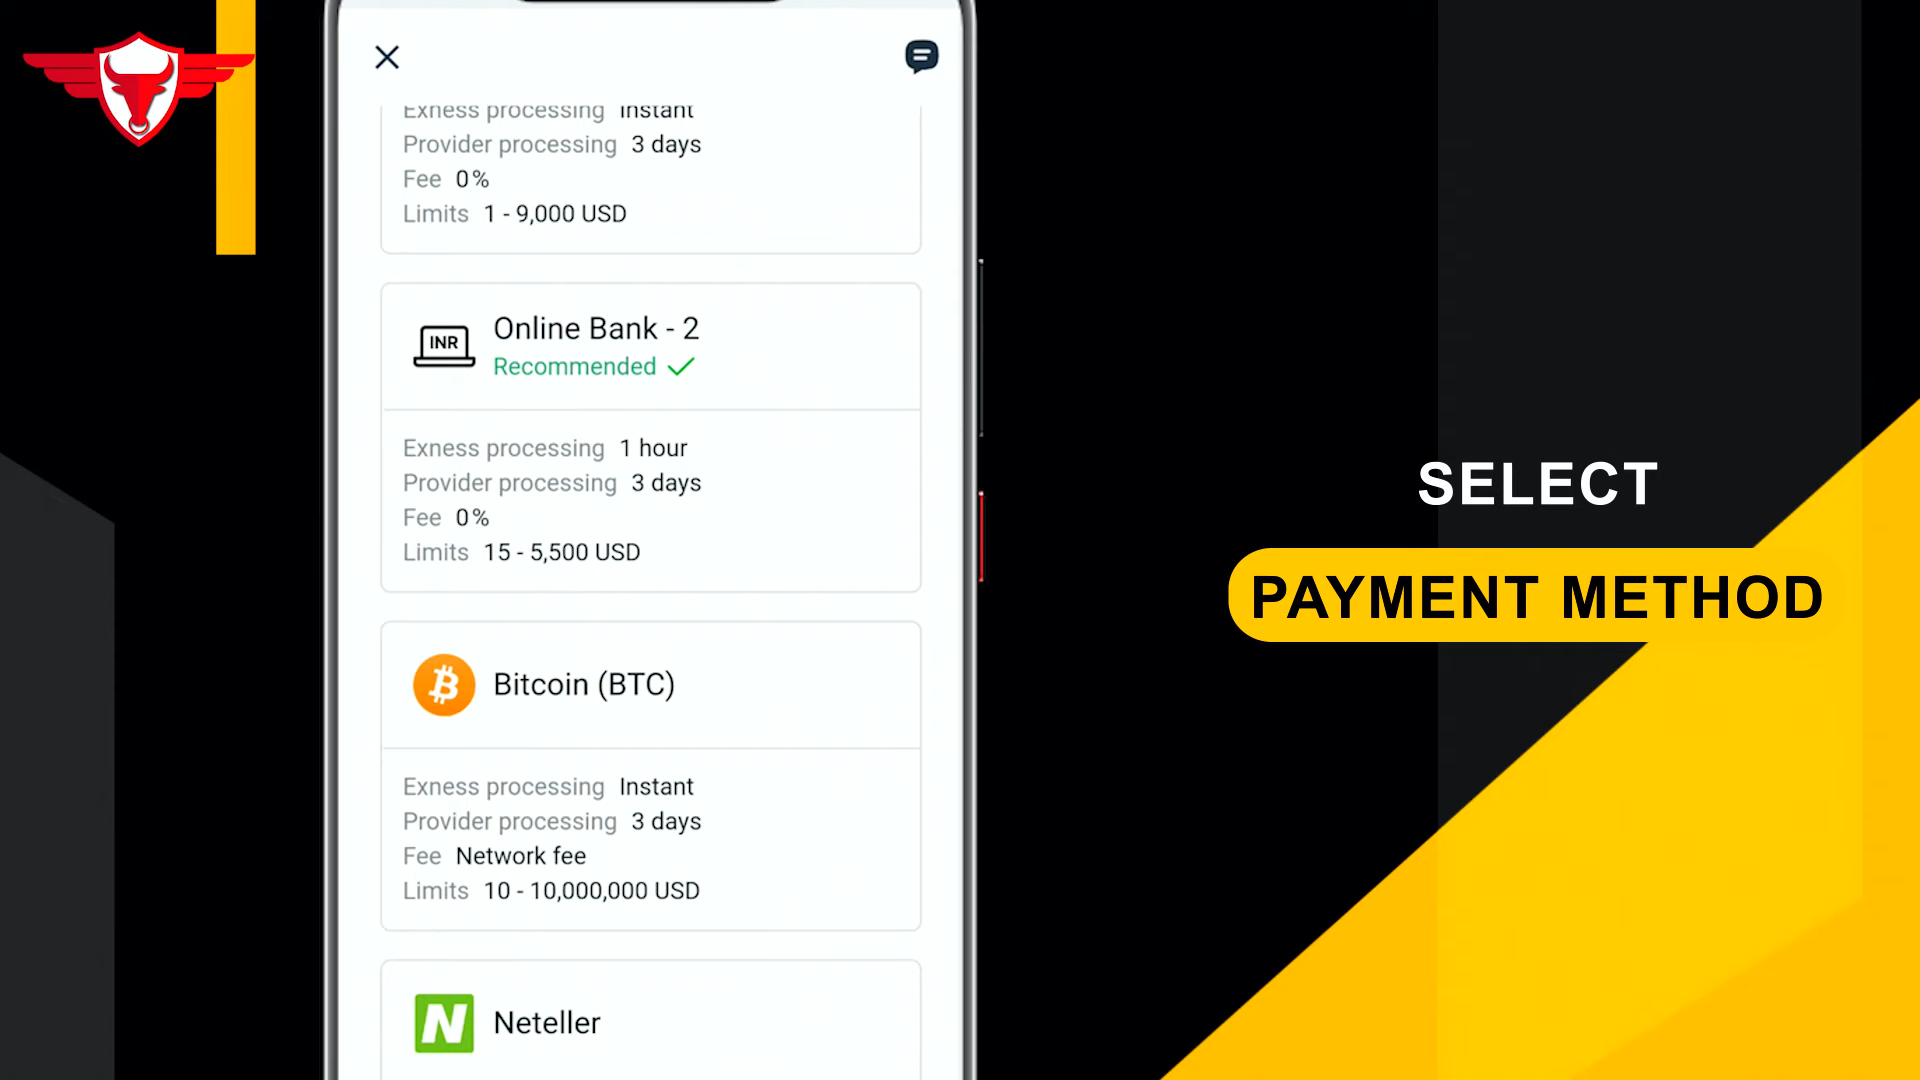 Exness processing Instant
Provider processing 3 days
Fee 0%
Limits 1 - 9,000 USD
INR
Online Bank - 2
Recommended
Exness processing 1 hour
Provider processing 3 days
Fee 0%
Limits 15 - 5,500 USD
Bitcoin (BTC)
Exness processing Instant
Provider processing 3 days
Fee Network fee
Limits 10 - 10,000,000 USD
N
Neteller
SELECT
PAYMENT METHOD